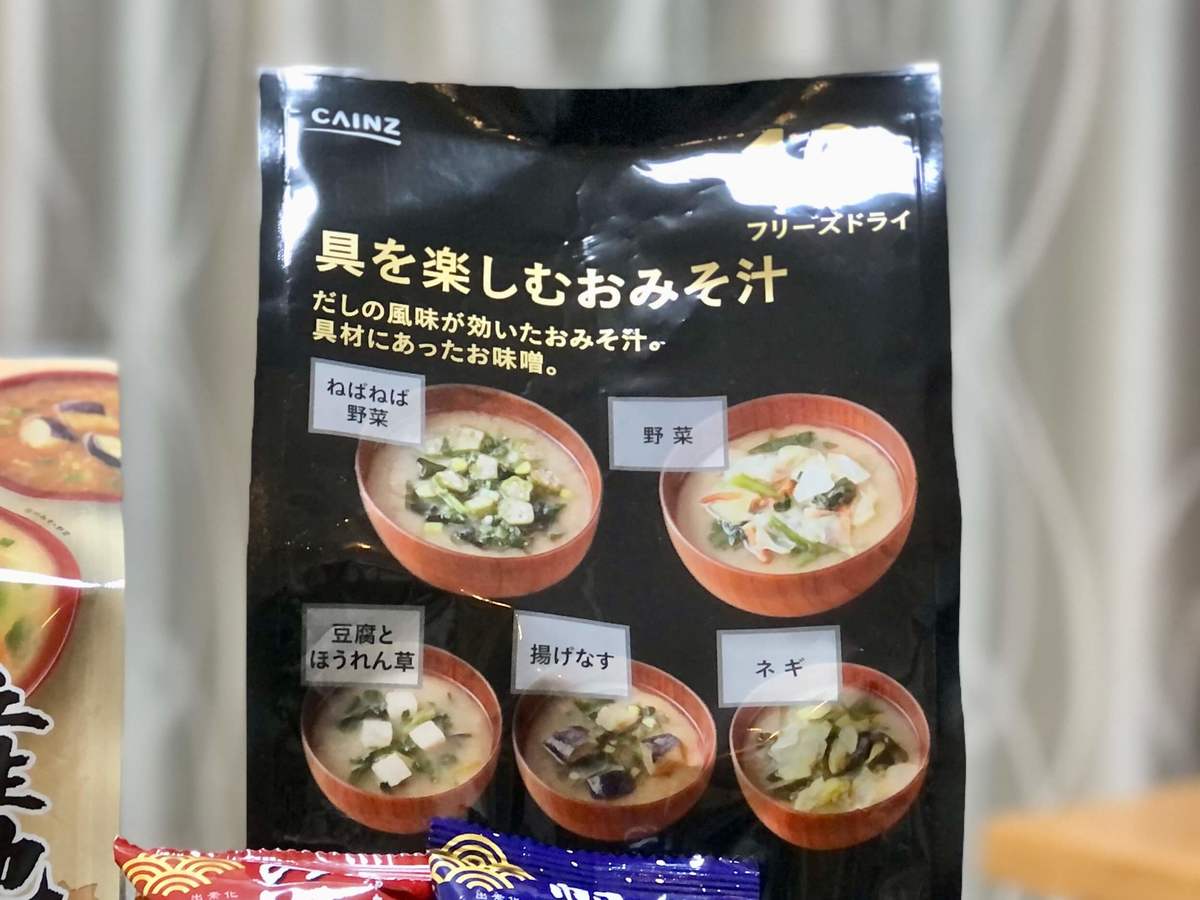 CAINZ
フリーズドライ
具を楽しむおみそ汁
だしの風味が効いたおみそ汁。
具材にあったお味噌。
ねばねば
野菜
野菜
豆腐と
ほうれん草
揚げなす
ネギ